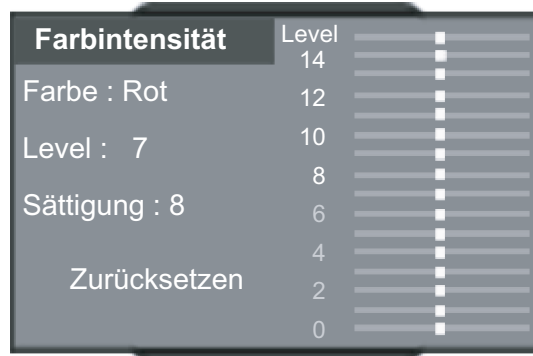 Farbintensität
Farbe : Rot
Level : 7
Sättigung : 8
Zurücksetzen
Level
14
12
10
8
6
4
2
0